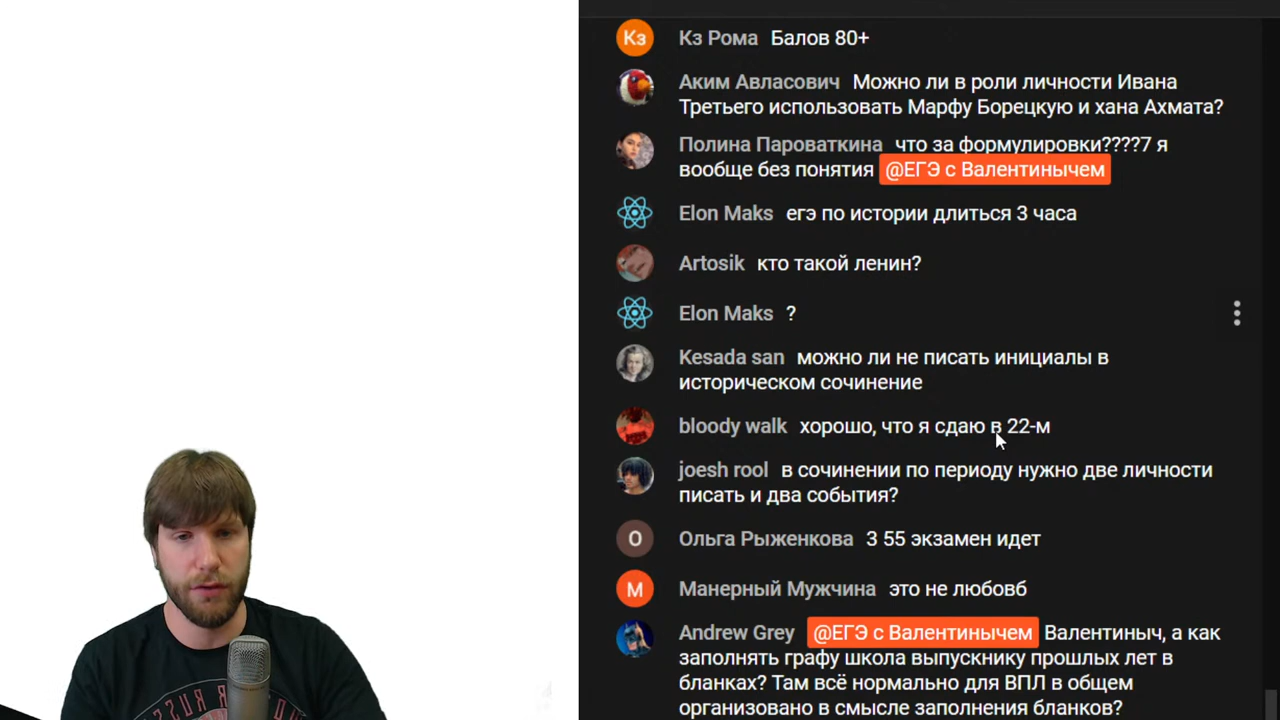 Кз Кз Рома Балов 80+
Аким Авласович Можно ли в роли личности Ивана
Третьего использовать Марфу Борецкую и хана Ахмата?
Полина Пароваткина что за формулировки????7 я
вообще без понятия @ЕГЭ с Валентинычем
Elon Maks егэ по истории длиться 3 часа
Artosik кто такой ленин?
Elon Maks ?
Kesada san можно ли не писать инициалы в
историческом сочинение
bloody walk хорошо, что я сдаю в 22-м
joesh rool в сочинении по периоду нужно две личности
писать и два события?
О Ольга Рыженкова 3 55 экзамен идет
М Манерный Мужчина это не любовб
Andrew Grey @ЕГЭ с Валентинычем Валентиныч, а как
заполнять графу школа выпускнику прошлых лет в
бланках? Там всё нормально для ВПЛ в общем
организовано в смысле заполнения бланков?